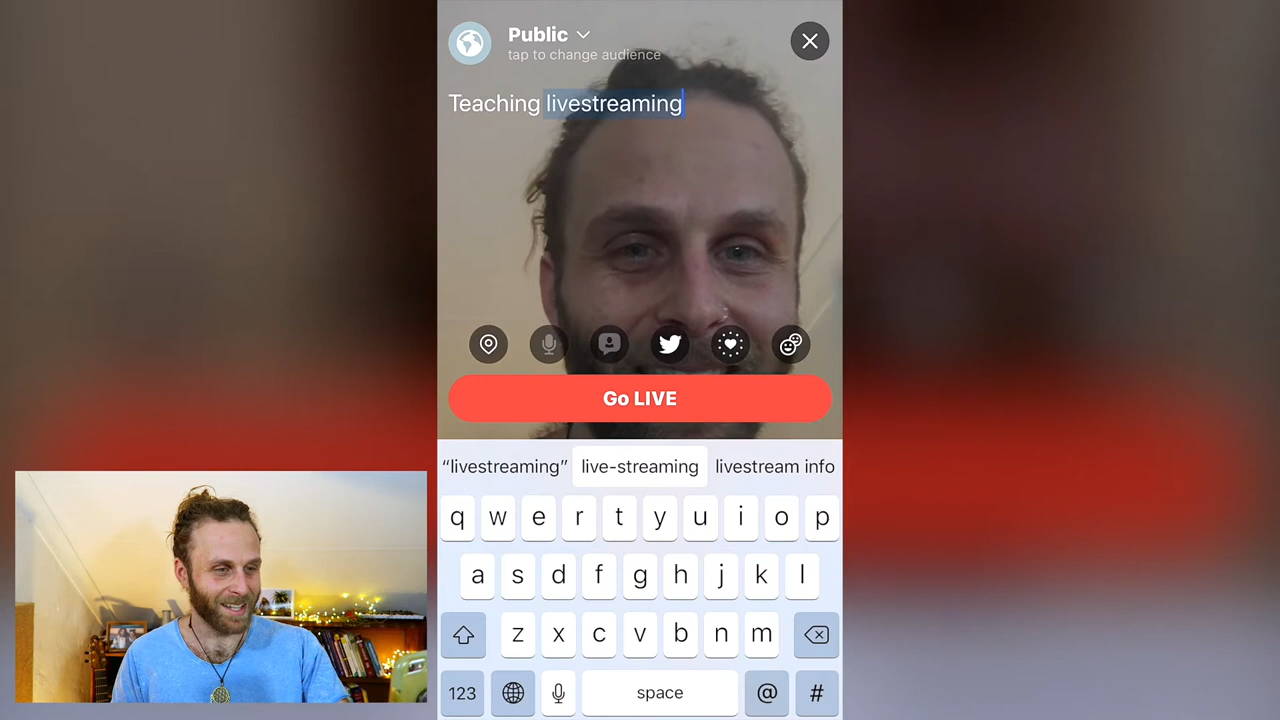 Public
tap to change audience
Teaching livestreaming
Go LIVE
“livestreaming” live-streaming livestream info
q w e r t y u i o p
a s d f g h j k l
z x c v b n m
123 space @ #